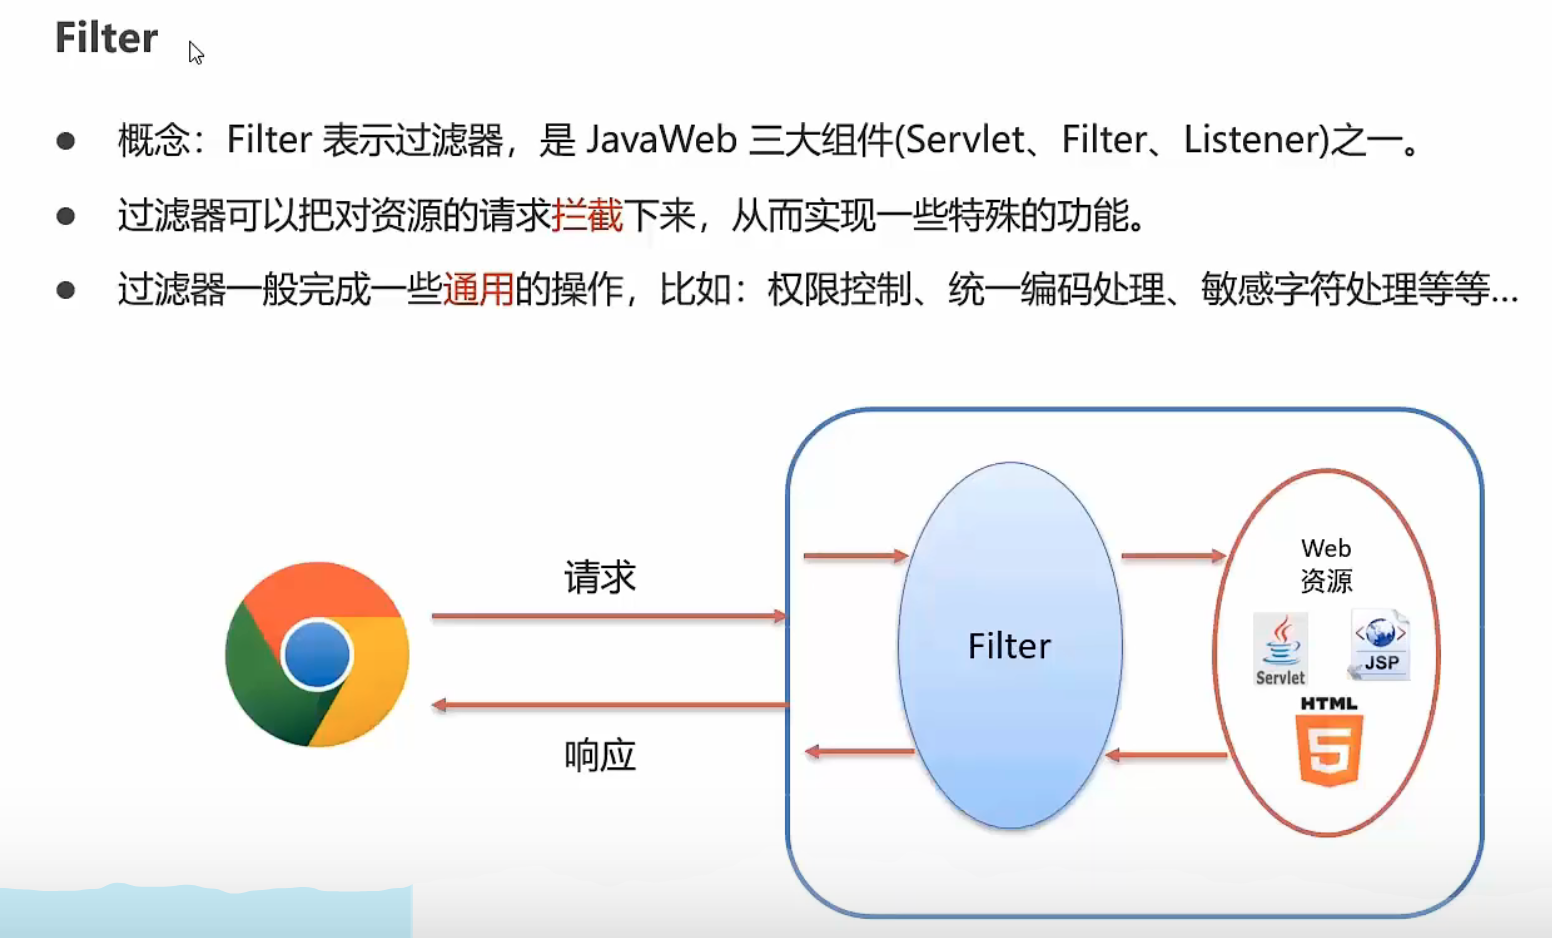 Filter
● 概念：Filter 表示过滤器，是 JavaWeb 三大组件(Servlet、Filter、Listener)之一。
● 过滤器可以把对资源的请求拦截下来，从而实现一些特殊的功能。
● 过滤器一般完成一些通用的操作，比如：权限控制、统一编码处理、敏感字符处理等等...
请求
响应
Filter
Web
资源
Servlet
JSP
HTML
5